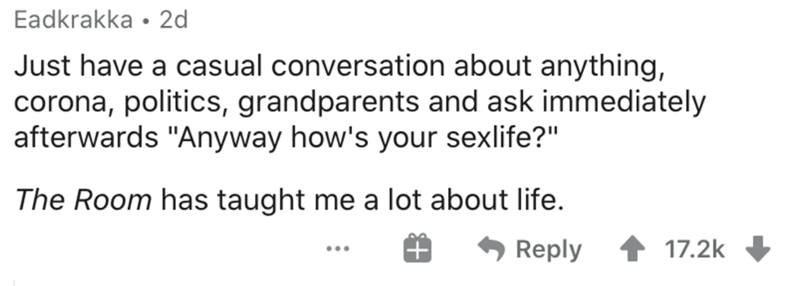 Eadkrakka • 2d
Just have a casual conversation about anything,
corona, politics, grandparents and ask immediately
afterwards "Anyway how's your sexlife?"
The Room has taught me a lot about life.
... Reply 17.2k